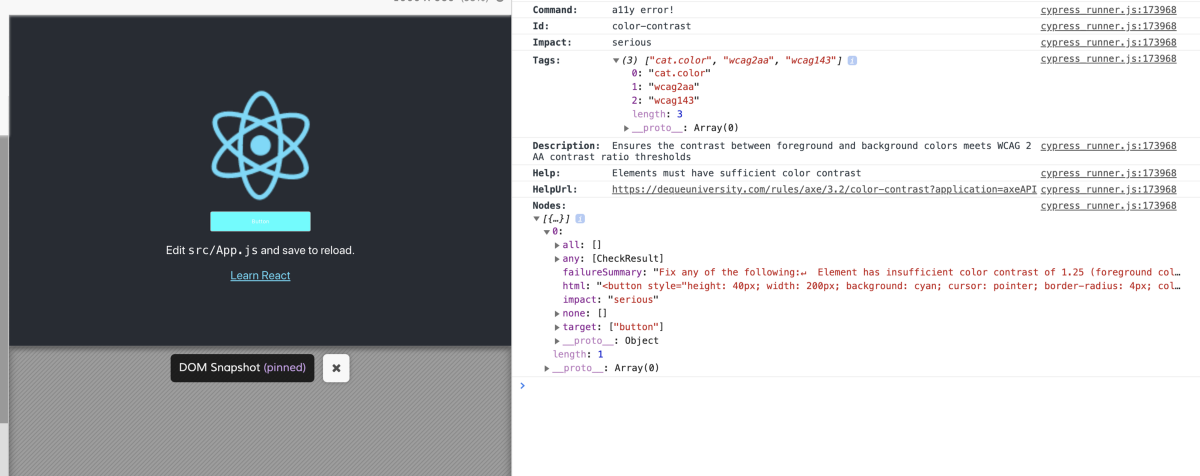 Button
Edit src/App.js and save to reload.
Learn React
DOM Snapshot (pinned)
Command: a11y error! cypress_runner.js:173968
Id: color-contrast cypress_runner.js:173968
Impact: serious cypress_runner.js:173968
Tags: (3) ["cat.color", "wcag2aa", "wcag143"] cypress_runner.js:173968
0: "cat.color"
1: "wcag2aa"
2: "wcag143"
length: 3
__proto__: Array(0)
Description: Ensures the contrast between foreground and background colors meets WCAG 2 cypress_runner.js:173968
AA contrast ratio thresholds
Help: Elements must have sufficient color contrast cypress_runner.js:173968
HelpUrl: https://dequeuniversity.com/rules/axe/3.2/color-contrast?application=axeAPI cypress_runner.js:173968
Nodes: cypress_runner.js:173968
[{…}]
0:
all: []
any: [CheckResult]
failureSummary: "Fix any of the following:↵  Element has insufficient color contrast of 1.25 (foreground col…
html: "<button style="height: 40px; width: 200px; background: cyan; cursor: pointer; border-radius: 4px; col…
impact: "serious"
none: []
target: ["button"]
__proto__: Object
length: 1
__proto__: Array(0)